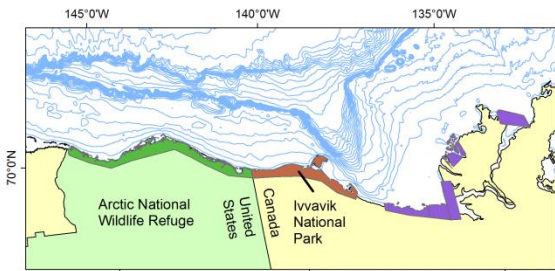 145°0'W
140°0'W
135°0'W
70°0'N
Arctic National
Wildlife Refuge
United
States
Canada
Ivvavik
National
Park